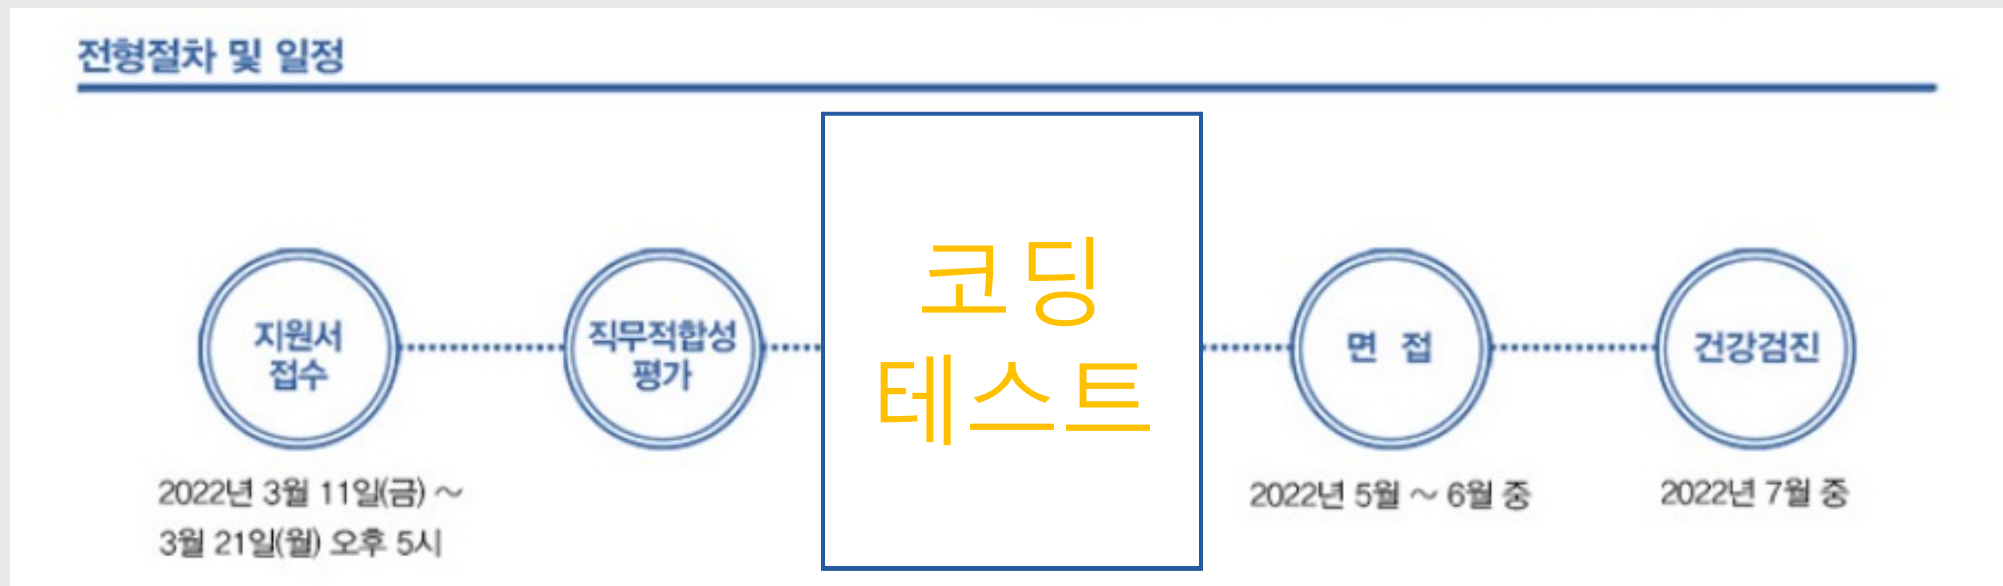 전형절차 및 일정
지원서
접수
직무적합성
평가
코딩
테스트
면 접
건강검진
2022년 3월 11일(금) ~
3월 21일(월) 오후 5시
2022년 5월 ~ 6월 중
2022년 7월 중